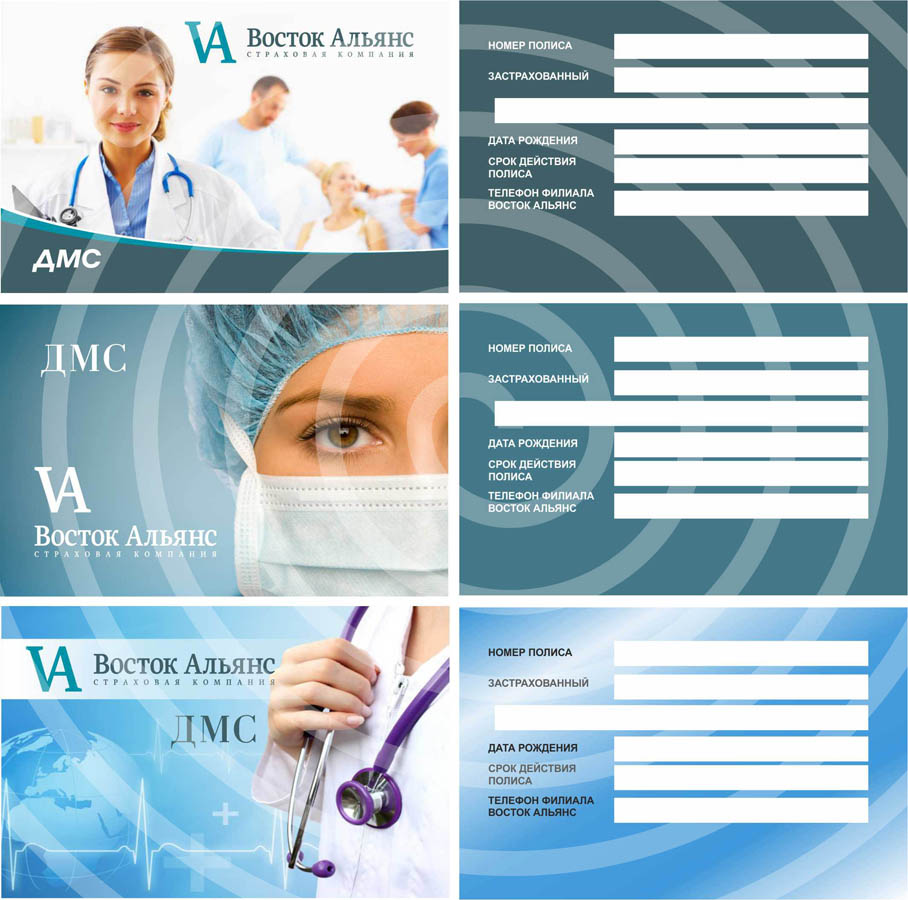 VA
Восток Альянс
СТРАХОВАЯ КОМПАНИЯ
ДМС
НОМЕР ПОЛИСА
ЗАСТРАХОВАННЫЙ
ДАТА РОЖДЕНИЯ
СРОК ДЕЙСТВИЯ
ПОЛИСА
ТЕЛЕФОН ФИЛИАЛА
ВОСТОК АЛЬЯНС
ДМС
VA
Восток Альянс
СТРАХОВАЯ КОМПАНИЯ
НОМЕР ПОЛИСА
ЗАСТРАХОВАННЫЙ
ДАТА РОЖДЕНИЯ
СРОК ДЕЙСТВИЯ
ПОЛИСА
ТЕЛЕФОН ФИЛИАЛА
ВОСТОК АЛЬЯНС
VA
Восток Альянс
СТРАХОВАЯ КОМПАНИЯ
ДМС
НОМЕР ПОЛИСА
ЗАСТРАХОВАННЫЙ
ДАТА РОЖДЕНИЯ
СРОК ДЕЙСТВИЯ
ПОЛИСА
ТЕЛЕФОН ФИЛИАЛА
ВОСТОК АЛЬЯНС